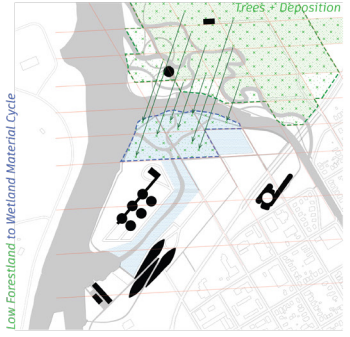 Trees + Deposition
Low Forestland to Wetland Material Cycle